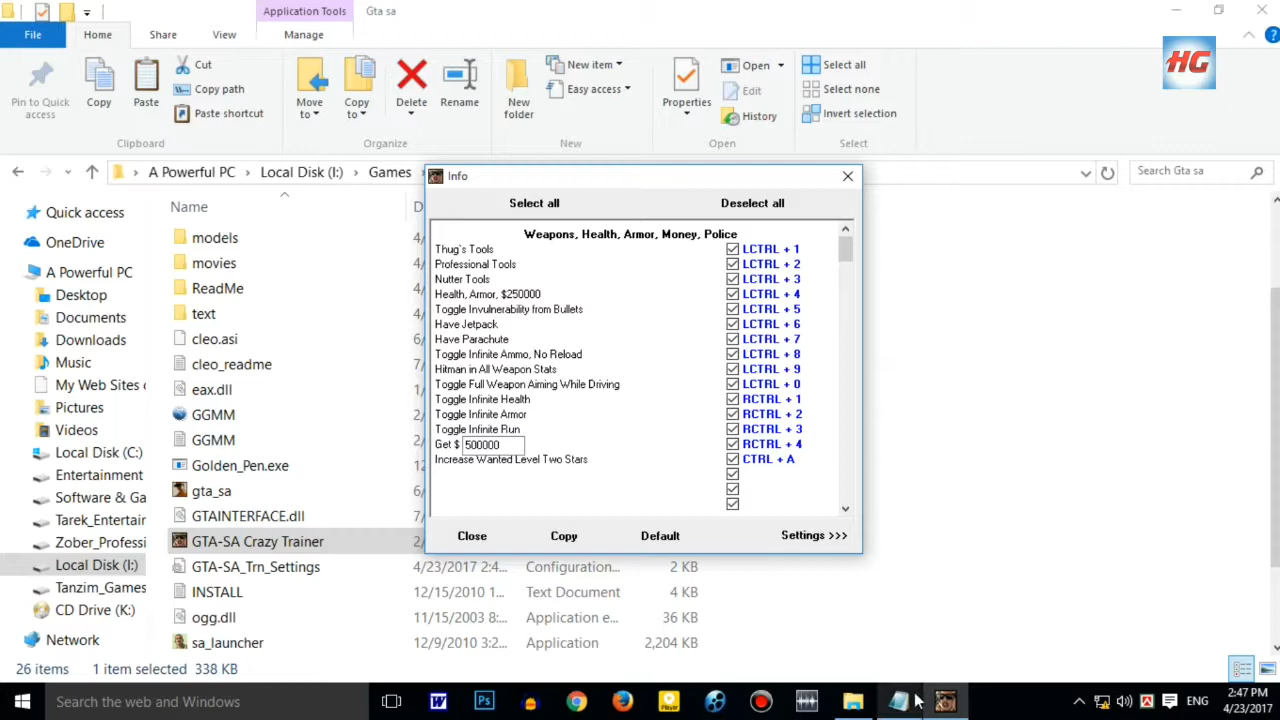 Application Tools
Gta sa
File
Home
Share
View
Manage
HG
Pin to Quick
access
Copy
Paste
Cut
Copy path
Paste shortcut
Move
to
Copy
to
Delete
Rename
New
folder
New item
Easy access
Properties
Open
Edit
History
Select all
Select none
Invert selection
Clipboard
Organize
New
Open
Select
A Powerful PC
Local Disk (I:)
Games
Search Gta sa
Quick access
OneDrive
A Powerful PC
Desktop
Documents
Downloads
Music
My Web Sites
Pictures
Videos
Local Disk (C:)
Entertainment
Software & Ga
Tarek_Entertai
Zober_Professi
Local Disk (I:)
Tanzim_Games
CD Drive (K:)
Network
Name
models
movies
ReadMe
text
cleo.asi
cleo_readme
eax.dll
GGMM
GGMM
Golden_Pen.exe
gta_sa
GTAINTERFACE.dll
GTA-SA Crazy Trainer
GTA-SA_Trn_Settings 4/23/2017 2:4... Configuration... 2 KB
INSTALL 12/15/2010 1... Text Document 4 KB
ogg.dll 11/15/2003 8... Application e... 36 KB
sa_launcher 12/9/2010 3:2... Application 2,204 KB
Info
Select all Deselect all
Weapons, Health, Armor, Money, Police
Thug`s Tools LCTRL + 1
Professional Tools LCTRL + 2
Nutter Tools LCTRL + 3
Health, Armor, $250000 LCTRL + 4
Toggle Invulnerability from Bullets LCTRL + 5
Have Jetpack LCTRL + 6
Have Parachute LCTRL + 7
Toggle Infinite Ammo, No Reload LCTRL + 8
Hitman in All Weapon Stats LCTRL + 9
Toggle Full Weapon Aiming While Driving LCTRL + 0
Toggle Infinite Health RCTRL + 1
Toggle Infinite Armor RCTRL + 2
Toggle Infinite Run RCTRL + 3
Get $ 500000 RCTRL + 4
Increase Wanted Level Two Stars CTRL + A
Close Copy Default Settings >>>
26 items 1 item selected 338 KB
Search the web and Windows
ENG
2:47 PM
4/23/2017